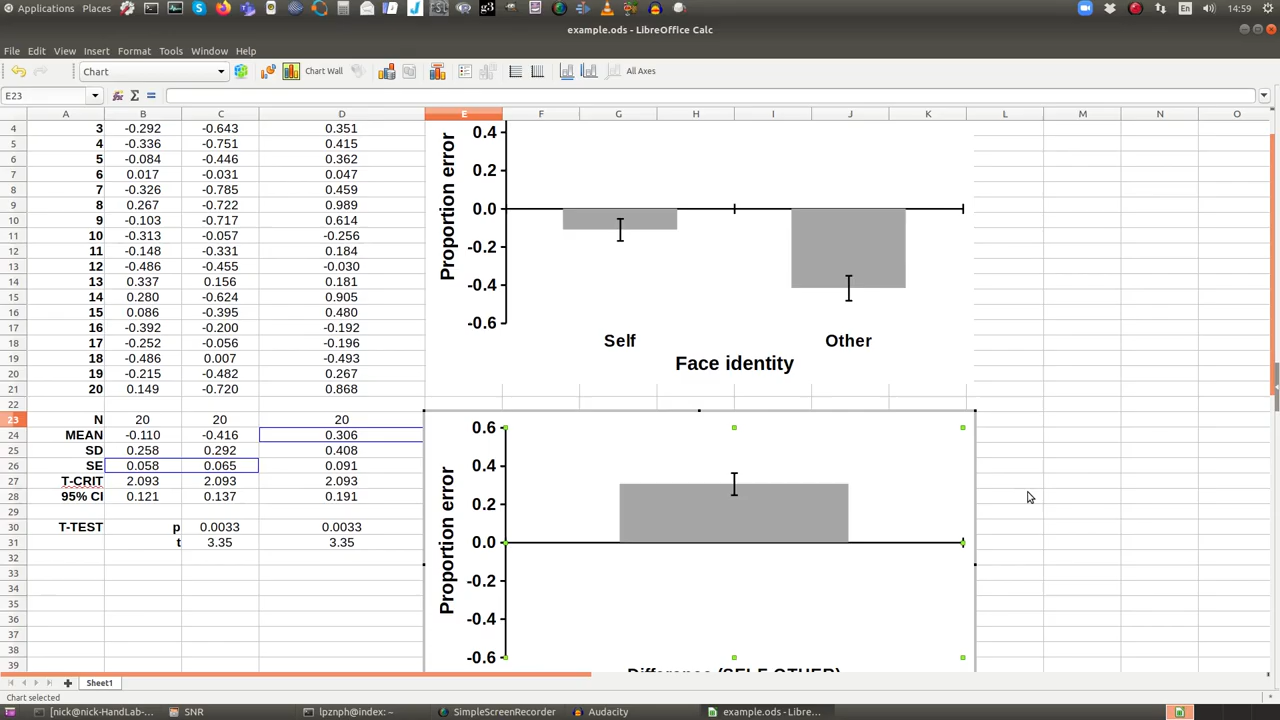 Applications Places En 14:59
example.ods - LibreOffice Calc
File Edit View Insert Format Tools Window Help
Chart Chart Wall All Axes
E23
A B C D E F G H I J K L M N O
4 3 -0.292 -0.643 0.351
5 4 -0.336 -0.751 0.415
6 5 -0.084 -0.446 0.362
7 6 0.017 -0.031 0.047
8 7 -0.326 -0.785 0.459
9 8 0.267 -0.722 0.989
10 9 -0.103 -0.717 0.614
11 10 -0.313 -0.057 -0.256
12 11 -0.148 -0.331 0.184
13 12 -0.486 -0.455 -0.030
14 13 0.337 0.156 0.181
15 14 0.280 -0.624 0.905
16 15 0.086 -0.395 0.480
17 16 -0.392 -0.200 -0.192
18 17 -0.252 -0.056 -0.196
19 18 -0.486 0.007 -0.493
20 19 -0.215 -0.482 0.267
21 20 0.149 -0.720 0.868
22
23 N 20 20 20
24 MEAN -0.110 -0.416 0.306
25 SD 0.258 0.292 0.408
26 SE 0.058 0.065 0.091
27 T-CRIT 2.093 2.093 2.093
28 95% CI 0.121 0.137 0.191
29
30 T-TEST p 0.0033 0.0033
31 t 3.35 3.35
32
33
34
35
36
37
38
39
Proportion error
0.4
0.2
0.0
-0.2
-0.4
-0.6
Self Other
Face identity
Proportion error
0.6
0.4
0.2
0.0
-0.2
-0.4
-0.6
Difference (SELF-OTHER)
Sheet1
Chart selected
[nick@nick-HandLab-... SNR lpznph@index: ~ SimpleScreenRecorder Audacity example.ods - Libre...